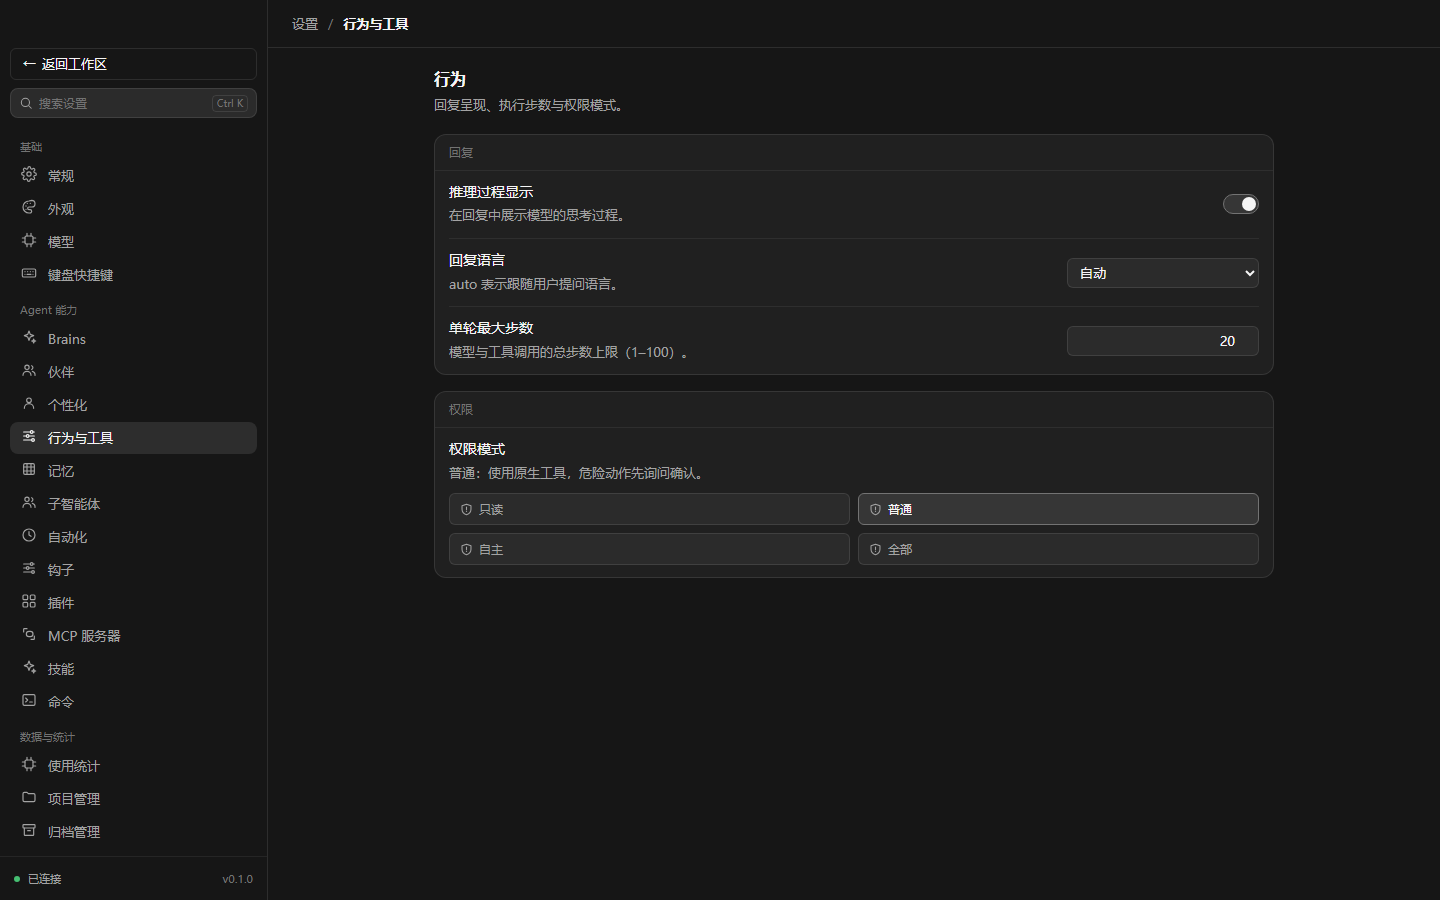 设置 / 行为与工具
← 返回工作区
搜索设置 Ctrl K
基础
常规
外观
模型
键盘快捷键
Agent 能力
Brains
伙伴
个性化
行为与工具
记忆
子智能体
自动化
钩子
插件
MCP 服务器
技能
命令
数据与统计
使用统计
项目管理
归档管理
已连接 v0.1.0
行为
回复呈现、执行步数与权限模式。
回复
推理过程显示
在回复中展示模型的思考过程。
回复语言
auto 表示跟随用户提问语言。
自动
单轮最大步数
模型与工具调用的总步数上限（1–100）。
20
权限
权限模式
普通：使用原生工具，危险动作先询问确认。
只读
普通
自主
全部